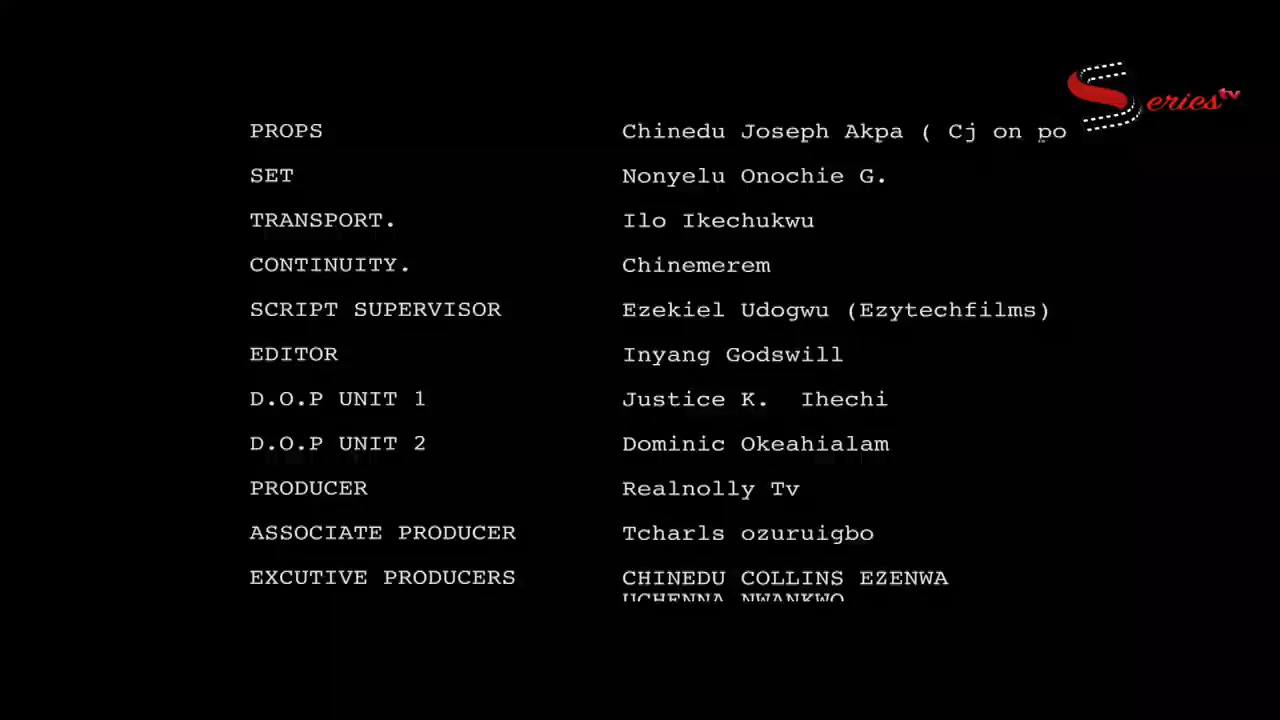 Series tv
PROPS Chinedu Joseph Akpa ( Cj on po
SET Nonyelu Onochie G.
TRANSPORT. Ilo Ikechukwu
CONTINUITY. Chinemerem
SCRIPT SUPERVISOR Ezekiel Udogwu (Ezytechfilms)
EDITOR Inyang Godswill
D.O.P UNIT 1 Justice K. Ihechi
D.O.P UNIT 2 Dominic Okeahialam
PRODUCER Realnolly Tv
ASSOCIATE PRODUCER Tcharls ozuruigbo
EXCUTIVE PRODUCERS CHINEDU COLLINS EZENWA
UCHENNA NWANKWO